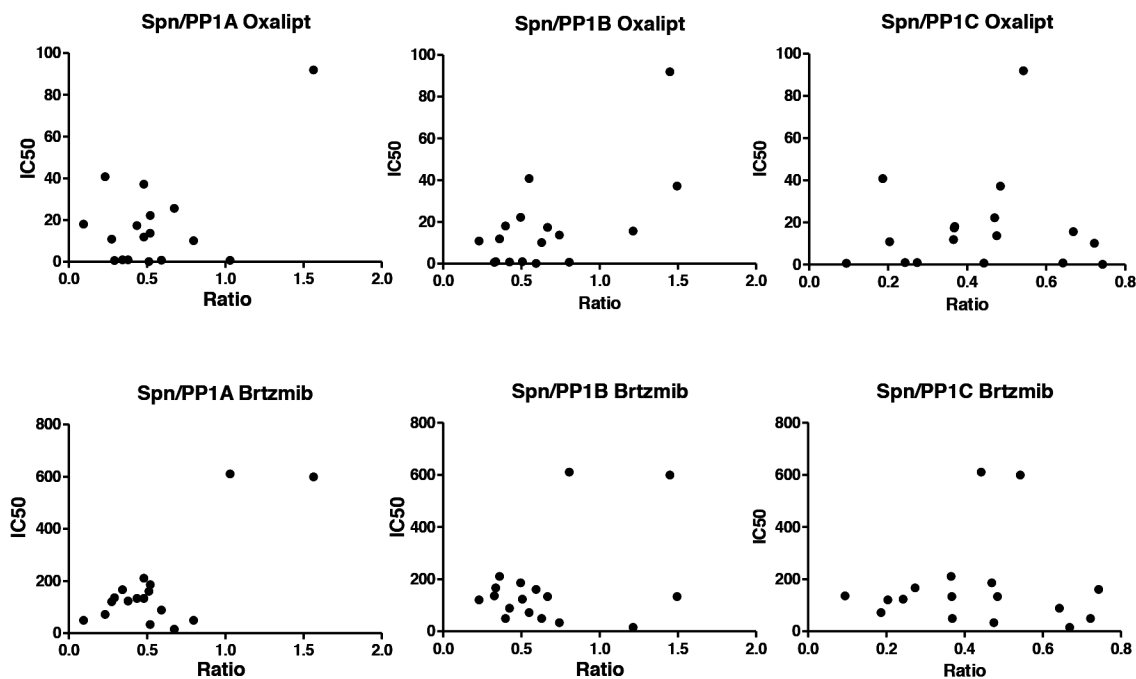 Spn/PP1A Oxalipt
100
80
60
40
20
0
IC50
0.0 0.5 1.0 1.5 2.0
Ratio
Spn/PP1B Oxalipt
100
80
60
40
20
0
IC50
0.0 0.5 1.0 1.5 2.0
Ratio
Spn/PP1C Oxalipt
100
80
60
40
20
0
IC50
0.0 0.2 0.4 0.6 0.8
Ratio
Spn/PP1A Brtzmib
800
600
400
200
0
IC50
0.0 0.5 1.0 1.5 2.0
Ratio
Spn/PP1B Brtzmib
800
600
400
200
0
IC50
0.0 0.5 1.0 1.5 2.0
Ratio
Spn/PP1C Brtzmib
800
600
400
200
0
IC50
0.0 0.2 0.4 0.6 0.8
Ratio